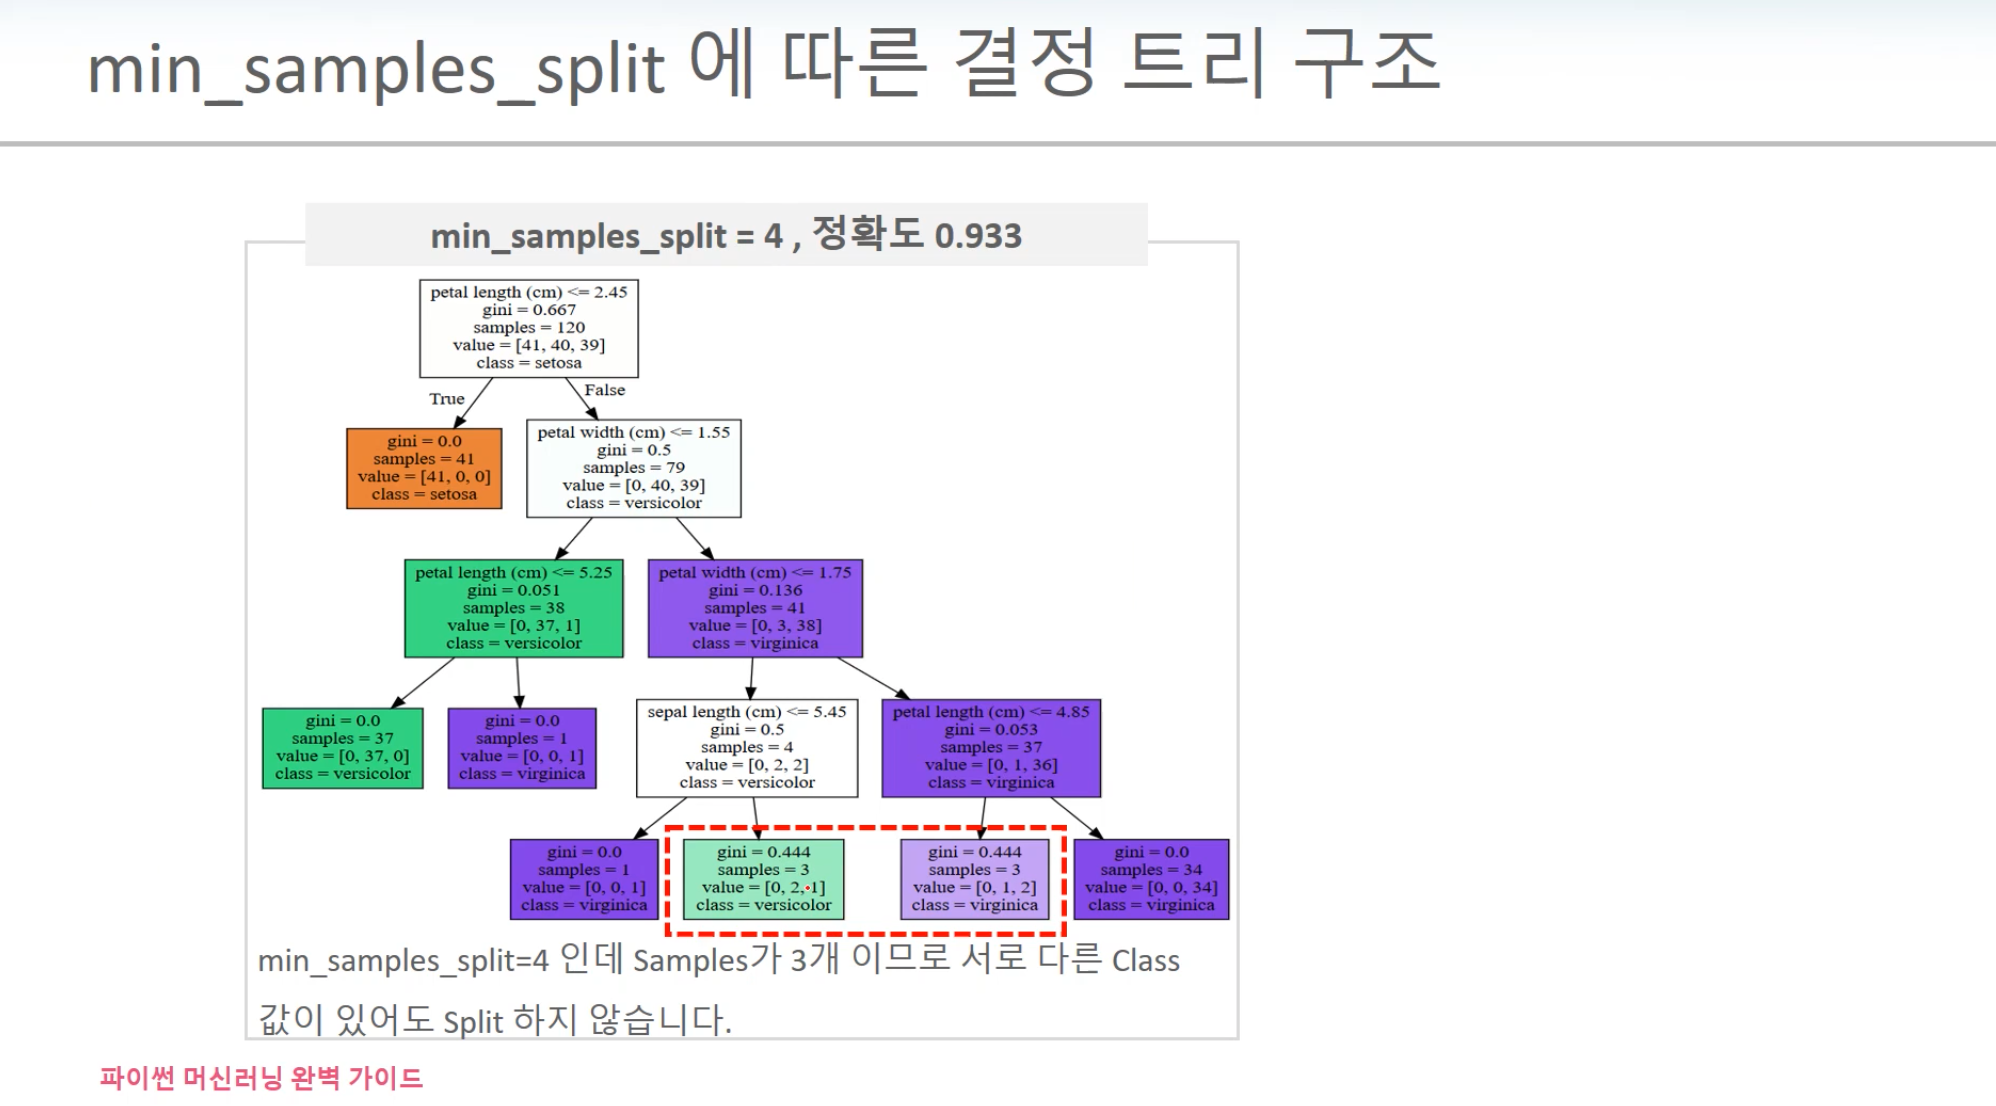 min_samples_split 에 따른 결정 트리 구조
min_samples_split = 4 , 정확도 0.933
petal length (cm) <= 2.45
gini = 0.667
samples = 120
value = [41, 40, 39]
class = setosa
True
False
gini = 0.0
samples = 41
value = [41, 0, 0]
class = setosa
petal width (cm) <= 1.55
gini = 0.5
samples = 79
value = [0, 40, 39]
class = versicolor
petal length (cm) <= 5.25
gini = 0.051
samples = 38
value = [0, 37, 1]
class = versicolor
petal width (cm) <= 1.75
gini = 0.136
samples = 41
value = [0, 3, 38]
class = virginica
gini = 0.0
samples = 37
value = [0, 37, 0]
class = versicolor
gini = 0.0
samples = 1
value = [0, 0, 1]
class = virginica
sepal length (cm) <= 5.45
gini = 0.5
samples = 4
value = [0, 2, 2]
class = versicolor
petal length (cm) <= 4.85
gini = 0.053
samples = 37
value = [0, 1, 36]
class = virginica
gini = 0.0
samples = 1
value = [0, 0, 1]
class = virginica
gini = 0.444
samples = 3
value = [0, 2, 1]
class = versicolor
gini = 0.444
samples = 3
value = [0, 1, 2]
class = virginica
gini = 0.0
samples = 34
value = [0, 0, 34]
class = virginica
min_samples_split=4 인데 Samples가 3개 이므로 서로 다른 Class
값이 있어도 Split 하지 않습니다.
파이썬 머신러닝 완벽 가이드